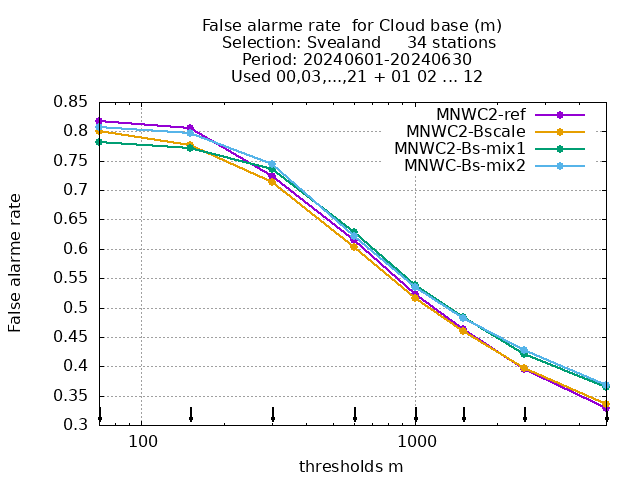 False alarme rate  for Cloud base (m)
Selection: Svealand     34 stations
Period: 20240601-20240630
Used 00,03,...,21 + 01 02 ... 12
MNWC2-ref
MNWC2-Bscale
MNWC2-Bs-mix1
MNWC-Bs-mix2
False alarme rate
0.85
0.8
0.75
0.7
0.65
0.6
0.55
0.5
0.45
0.4
0.35
0.3
100
1000
thresholds m